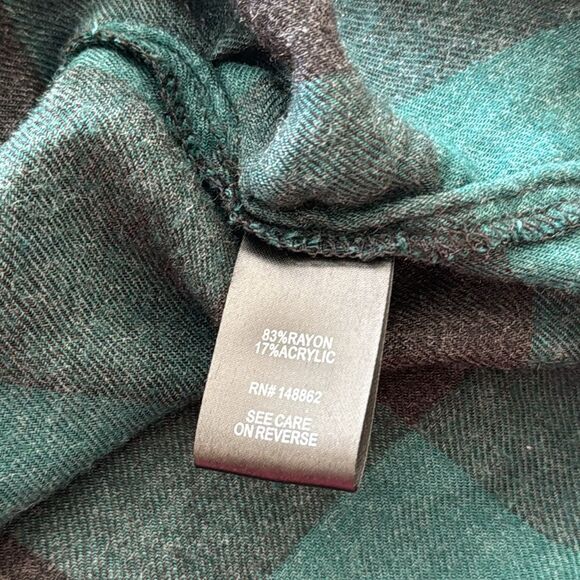 83%RAYON
17%ACRYLIC
RN# 148862
SEE CARE
ON REVERSE